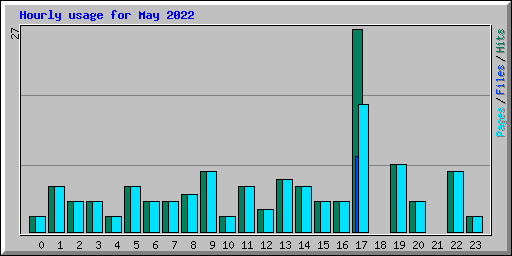 Hourly usage for May 2022
27
Pages / Files / Hits
0 1 2 3 4 5 6 7 8 9 10 11 12 13 14 15 16 17 18 19 20 21 22 23